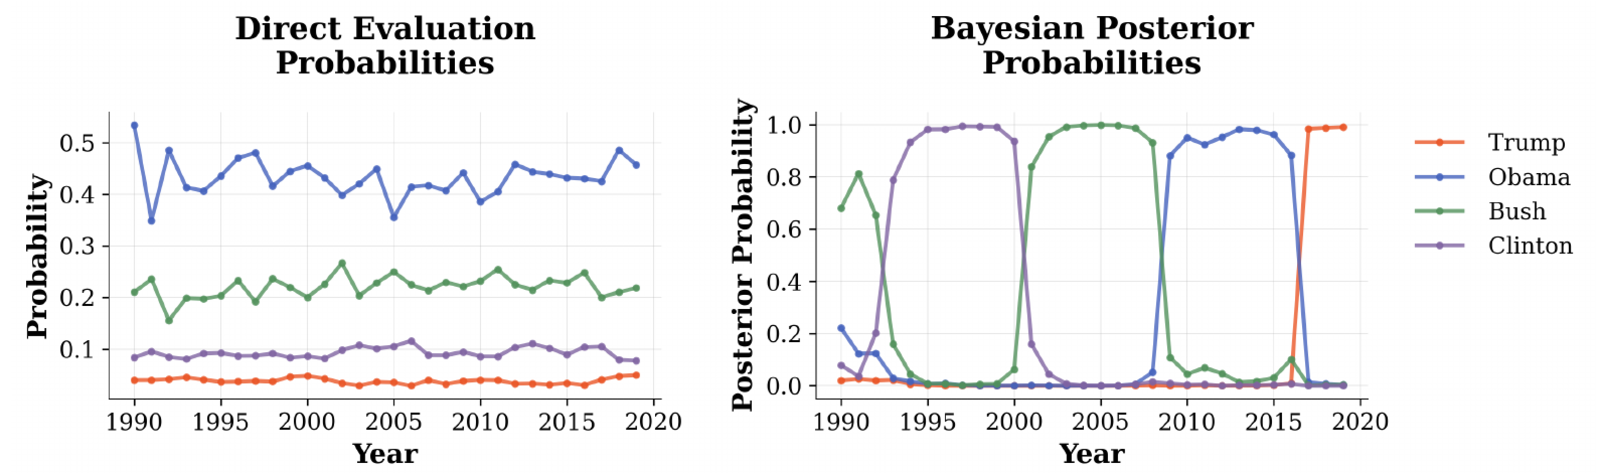 Direct Evaluation
Probabilities
Probability
0.5
0.4
0.3
0.2
0.1
1990 1995 2000 2005 2010 2015 2020
Year
Bayesian Posterior
Probabilities
Posterior Probability
1.0
0.8
0.6
0.4
0.2
0.0
1990 1995 2000 2005 2010 2015 2020
Year
Trump
Obama
Bush
Clinton